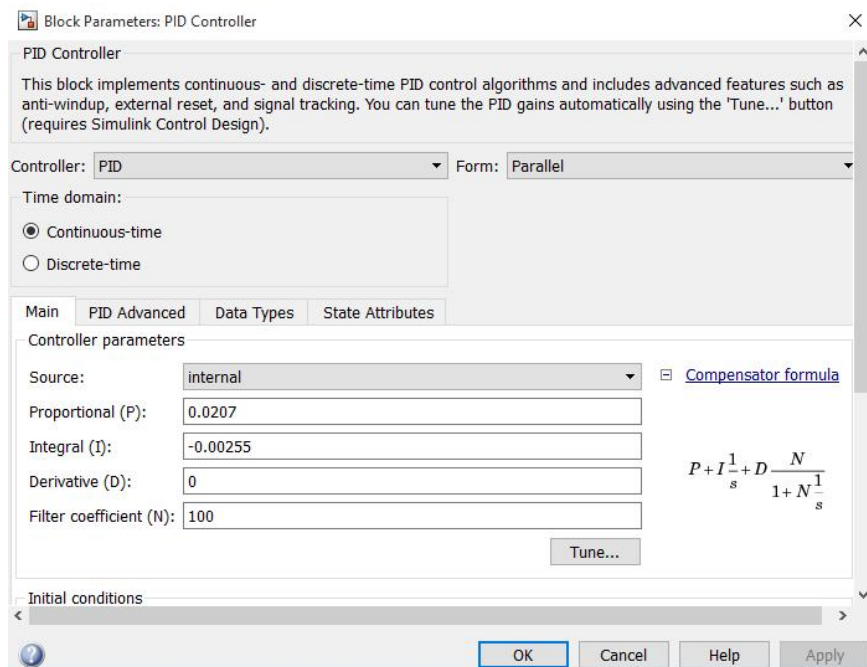 Block Parameters: PID Controller
PID Controller
This block implements continuous- and discrete-time PID control algorithms and includes advanced features such as
anti-windup, external reset, and signal tracking. You can tune the PID gains automatically using the 'Tune...' button
(requires Simulink Control Design).
Controller: PID Form: Parallel
Time domain:
Continuous-time
Discrete-time
Main PID Advanced Data Types State Attributes
Controller parameters
Source: internal
Compensator formula
Proportional (P): 0.0207
Integral (I): -0.00255
Derivative (D): 0
Filter coefficient (N): 100
P + I 1/s + D N/(1 + N 1/s)
Tune...
Initial conditions
OK Cancel Help Apply